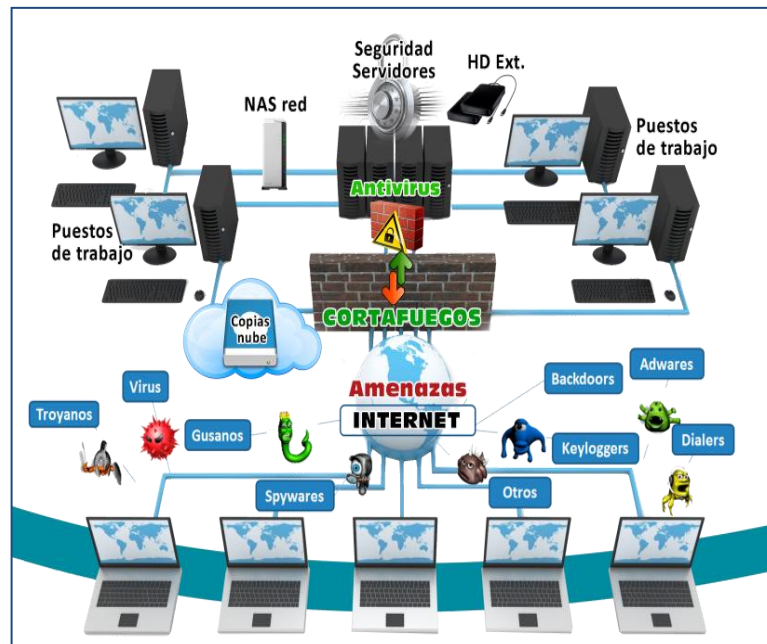 Seguridad
Servidores
HD Ext.
NAS red
Puestos
de trabajo
Antivirus
Puestos
de trabajo
CORTAFUEGOS
Copias
nube
Amenazas
INTERNET
Backdoors
Adwares
Virus
Troyanos
Gusanos
Keyloggers
Dialers
Spywares
Otros